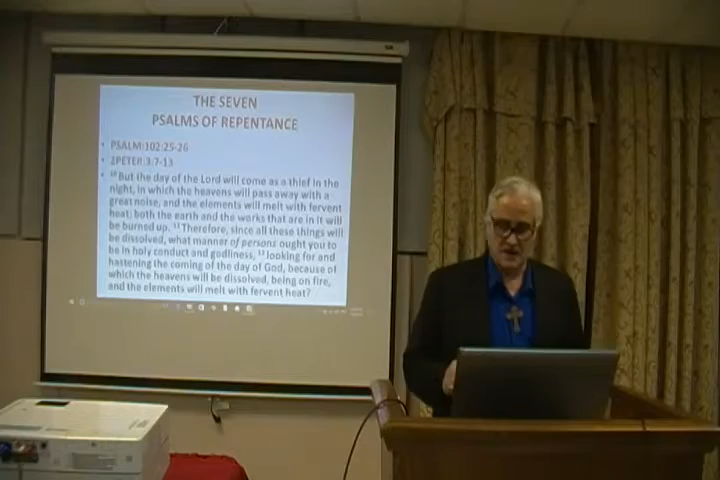 THE SEVEN
PSALMS OF REPENTANCE
• PSALM:102:25-26
• 2PETER:3:7-13
• ¹⁰ But the day of the Lord will come as a thief in the
night, in which the heavens will pass away with a
great noise, and the elements will melt with fervent
heat; both the earth and the works that are in it will
be burned up. ¹¹ Therefore, since all these things will
be dissolved, what manner of persons ought you to
be in holy conduct and godliness, ¹² looking for and
hastening the coming of the day of God, because of
which the heavens will be dissolved, being on fire,
and the elements will melt with fervent heat?